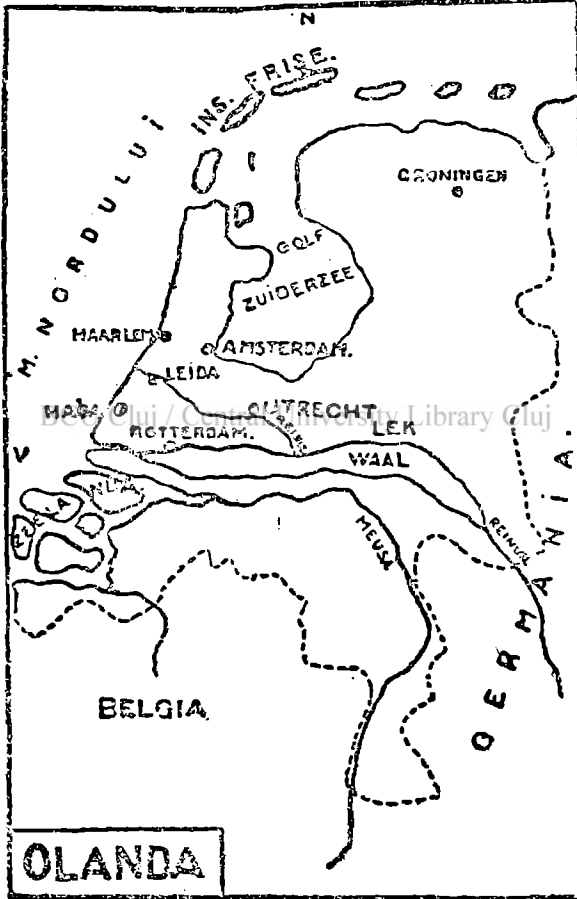 N
INS. FRISE.
M. NORDULUI
GRONINGEN
GOLF
ZUIDERZEE
HAARLEM
AMSTERDAM.
LEIDA
HAGA
UTRECHT
BCU Cluj / Central University Library Cluj
LEK
ROTTERDAM.
WAAL
V
MEUSA
REINUL
GERMANIA.
BELGIA.
OLANDA